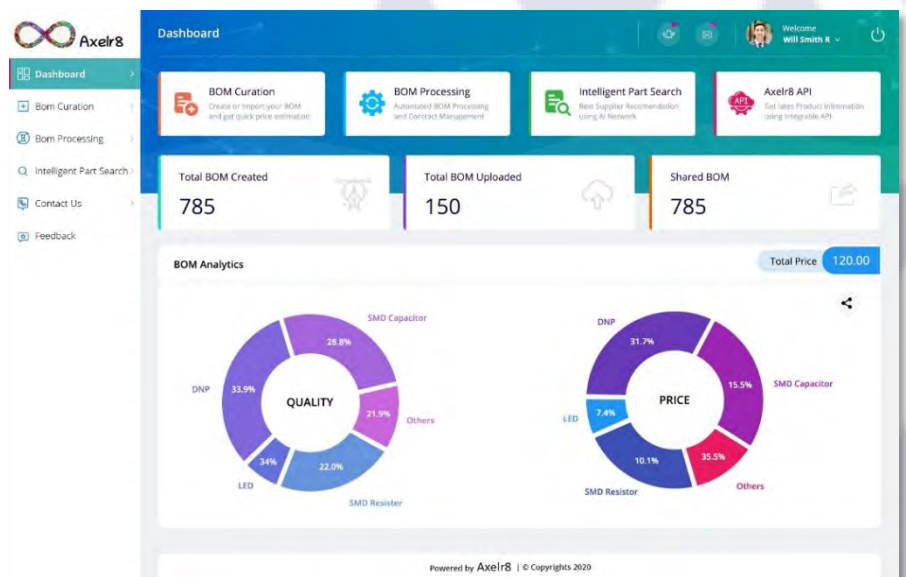 Axelr8
Dashboard
Welcome
Will Smith R
Dashboard
Bom Curation
Bom Processing
Intelligent Part Search
Contact Us
Feedback
BOM Curation
Create or Import your BOM
and get quick price estimation
BOM Processing
Automated BOM Processing
and Contract Management
Intelligent Part Search
Best Supplier Recomendation
using AI Network
API
Axelr8 API
Get lates Product Information
using Integrable API
Total BOM Created
785
Total BOM Uploaded
150
Shared BOM
785
BOM Analytics
Total Price 120.00
SMD Capacitor
28.8%
DNP
33.9%
QUALITY
21.9%
Others
34%
LED
22.0%
SMD Resister
DNP
31.7%
15.5%
SMD Capacitor
PRICE
LED
7.4%
10.1%
35.5%
SMD Resistor
Others
Powered by Axelr8 | © Copyrights 2020